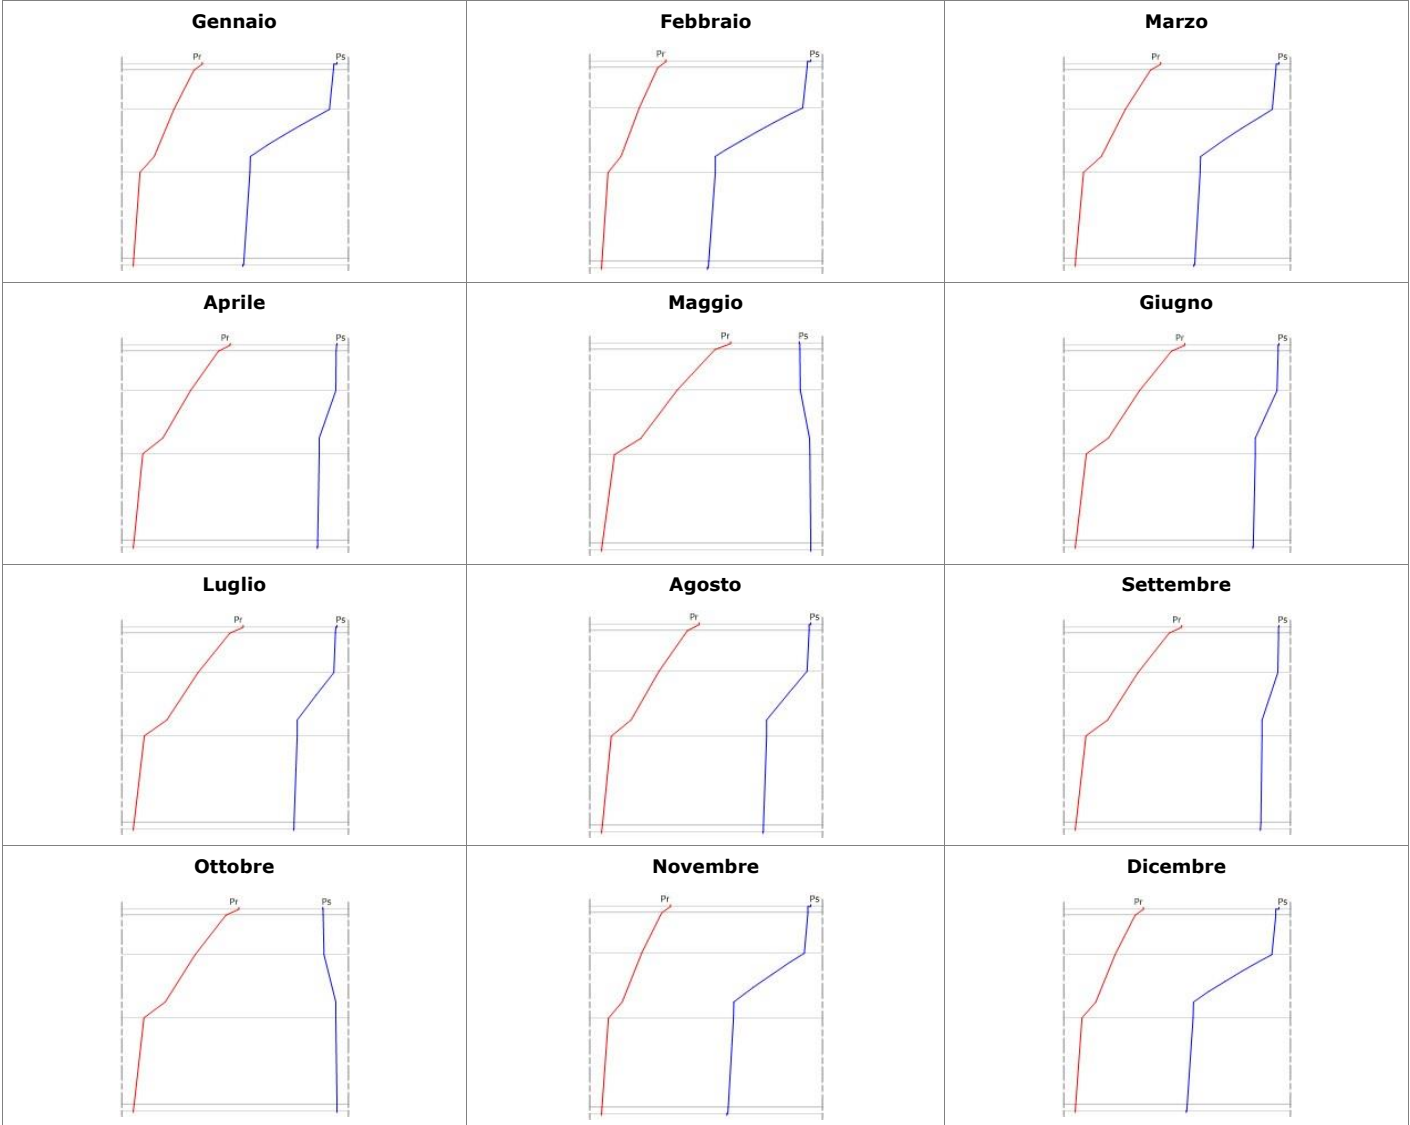 Gennaio
Febbraio
Marzo
Pr Ps
Pr Ps
Pr Ps
Aprile
Maggio
Giugno
Pr Ps
Pr Ps
Pr Ps
Luglio
Agosto
Settembre
Pr Ps
Pr Ps
Pr Ps
Ottobre
Novembre
Dicembre
Pr Ps
Pr Ps
Pr Ps